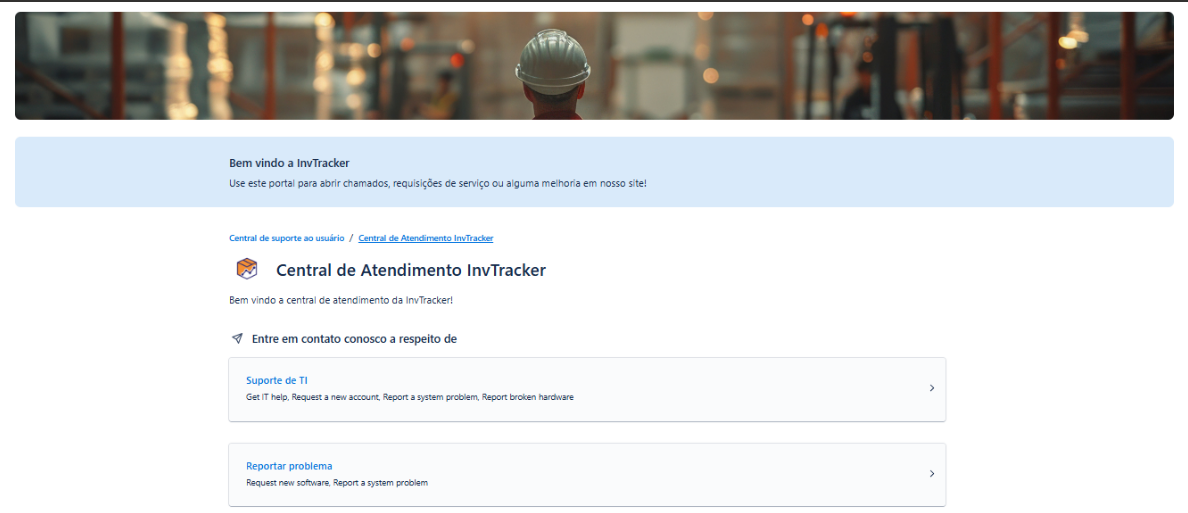 Bem vindo a InvTracker
Use este portal para abrir chamados, requisições de serviço ou alguma melhoria em nosso site!
Central de suporte ao usuário / Central de Atendimento InvTracker
Central de Atendimento InvTracker
Bem vindo a central de atendimento da InvTracker!
Entre em contato conosco a respeito de
Suporte de TI
Get IT help, Request a new account, Report a system problem, Report broken hardware
Reportar problema
Request new software, Report a system problem